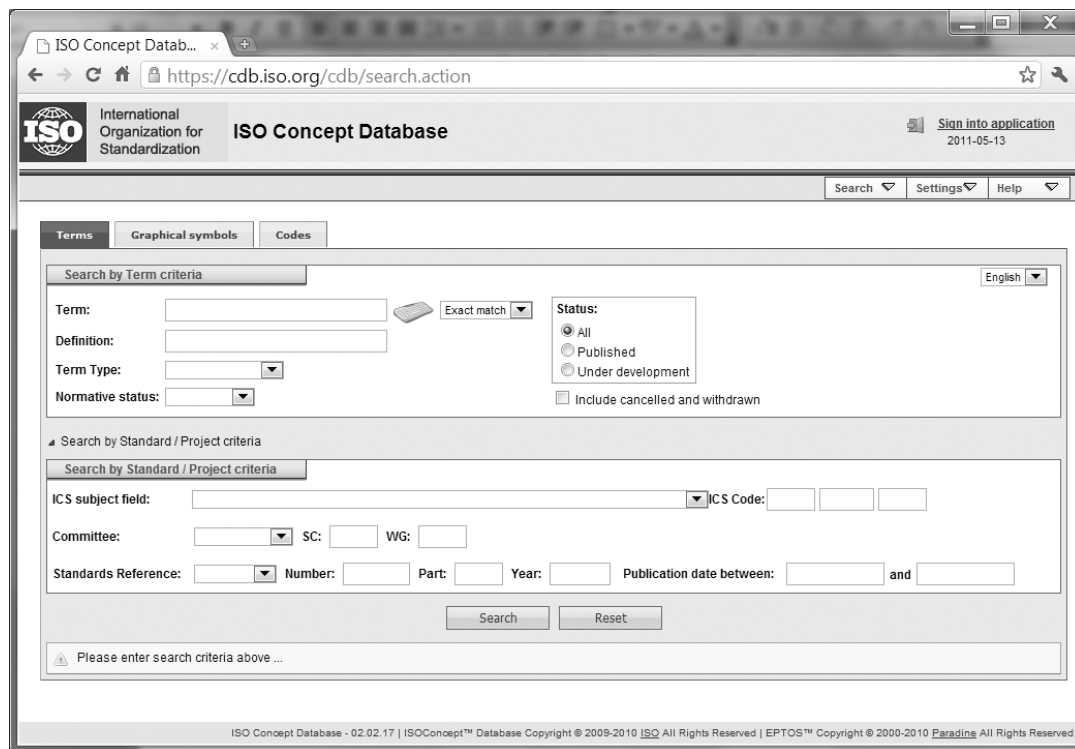 ISO Concept Datab...
https://cdb.iso.org/cdb/search.action
ISO
International
Organization for
Standardization
ISO Concept Database
Sign into application
2011-05-13
Search Settings Help
Terms Graphical symbols Codes
Search by Term criteria
English
Term: Exact match
Definition:
Term Type:
Normative status:
Status:
All
Published
Under development
Include cancelled and withdrawn
Search by Standard / Project criteria
Search by Standard / Project criteria
ICS subject field: ICS Code:
Committee: SC: WG:
Standards Reference: Number: Part: Year: Publication date between: and
Search Reset
Please enter search criteria above ...
ISO Concept Database - 02.02.17 | ISOConcept™ Database Copyright © 2009-2010 ISO All Rights Reserved | EPTOS™ Copyright © 2000-2010 Paradine All Rights Reserved